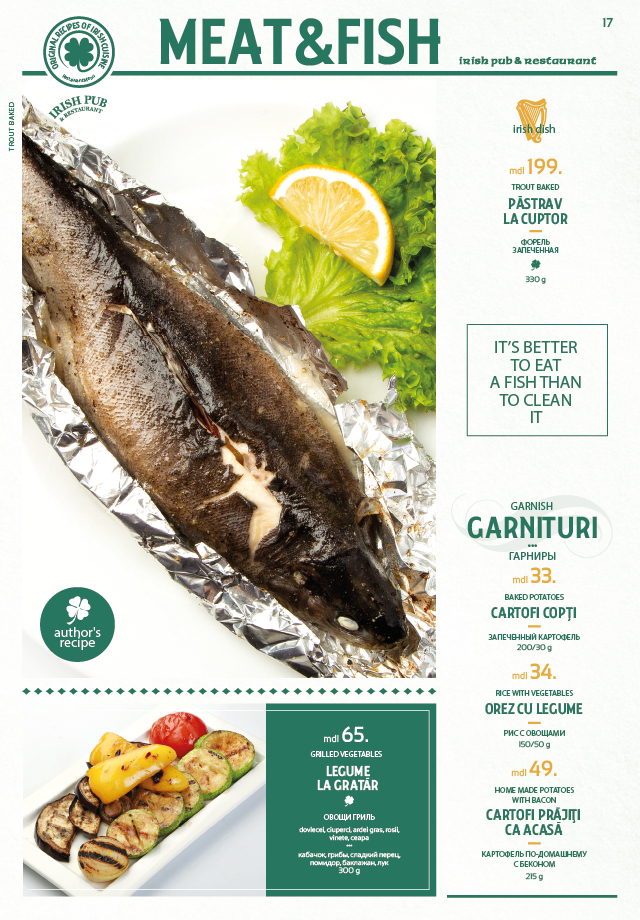 MEAT&FISH
17
irish pub & restaurant
ORIGINAL RECIPES OF IRISH CUISINE
IRISH PUB
& RESTAURANT
TROUT BAKED
irish dish
mdl 199.
TROUT BAKED
PĂSTRAV
LA CUPTOR
ФОРЕЛЬ
ЗАПЕЧЕННАЯ
330 g
IT'S BETTER
TO EAT
A FISH THAN
TO CLEAN
IT
GARNISH
GARNITURI
ГАРНИРЫ
mdl 33.
BAKED POTATOES
CARTOFI COPȚI
ЗАПЕЧЕННЫЙ КАРТОФЕЛЬ
200/30 g
mdl 34.
RICE WITH VEGETABLES
OREZ CU LEGUME
РИС С ОВОЩАМИ
150/50 g
mdl 49.
HOME MADE POTATOES
WITH BACON
CARTOFI PRĂJIȚI
CA ACASĂ
КАРТОФЕЛЬ ПО-ДОМАШНЕМУ
С БЕКОНОМ
215 g
author's
recipe
mdl 65.
GRILLED VEGETABLES
LEGUME
LA GRATĂR
ОВОЩИ ГРИЛЬ
dovlecei, ciuperci, ardei gras, rosii,
vinete, ceapa
кабачок, грибы, сладкий перец,
помидор, баклажан, лук
300 g